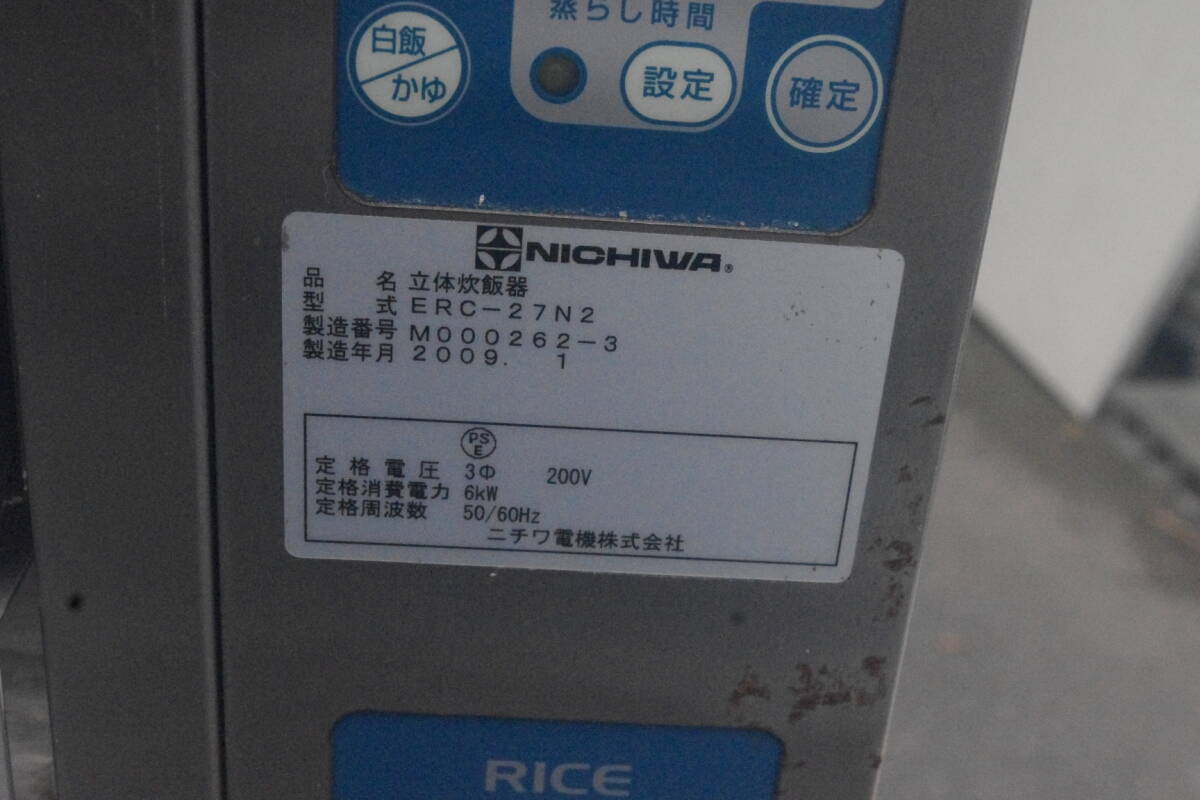 蒸らし時間
白飯
かゆ
設定
確定
NICHIWA®
品 名 立体炊飯器
型 式 ERC-27N2
製造番号 M000262-3
製造年月 2009. 1
PS
E
定格電圧 3Φ 200V
定格消費電力 6kW
定格周波数 50/60Hz
ニチワ電機株式会社
RICE